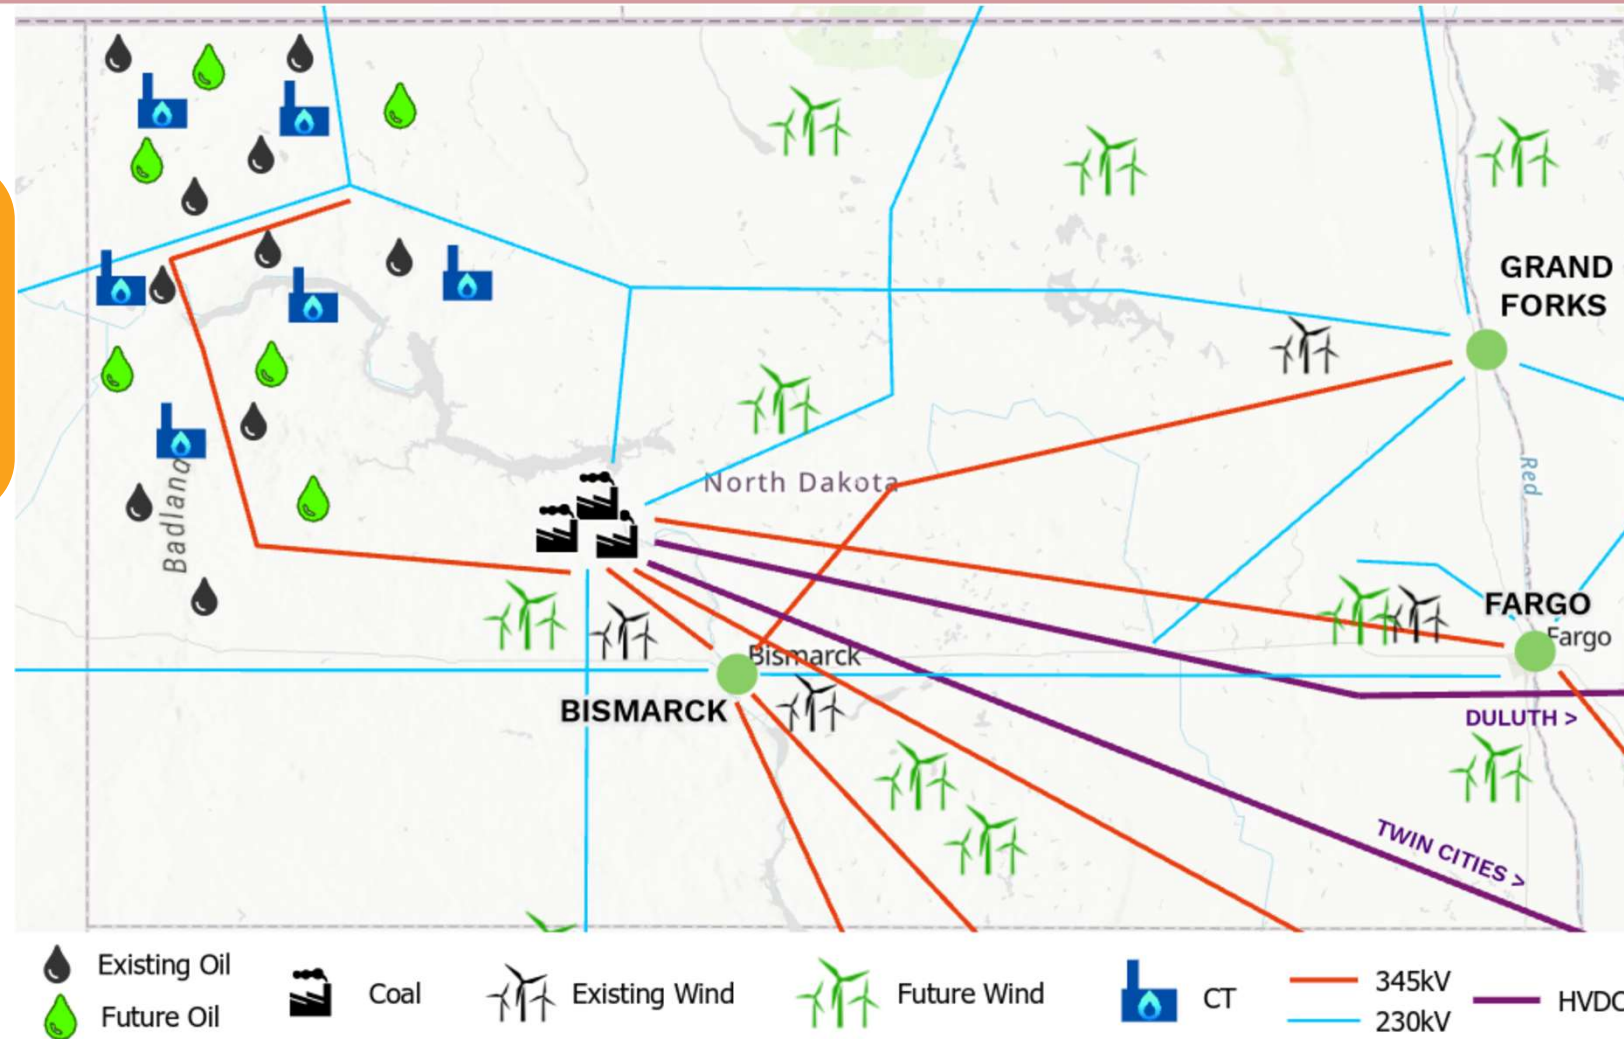 GRAND
FORKS
North Dakota
Red
Badland
FARGO
Fargo
Bismarck
BISMARCK
DULUTH >
TWIN CITIES >
Existing Oil
Future Oil
Coal
Existing Wind
Future Wind
CT
345kV
230kV
HVDC